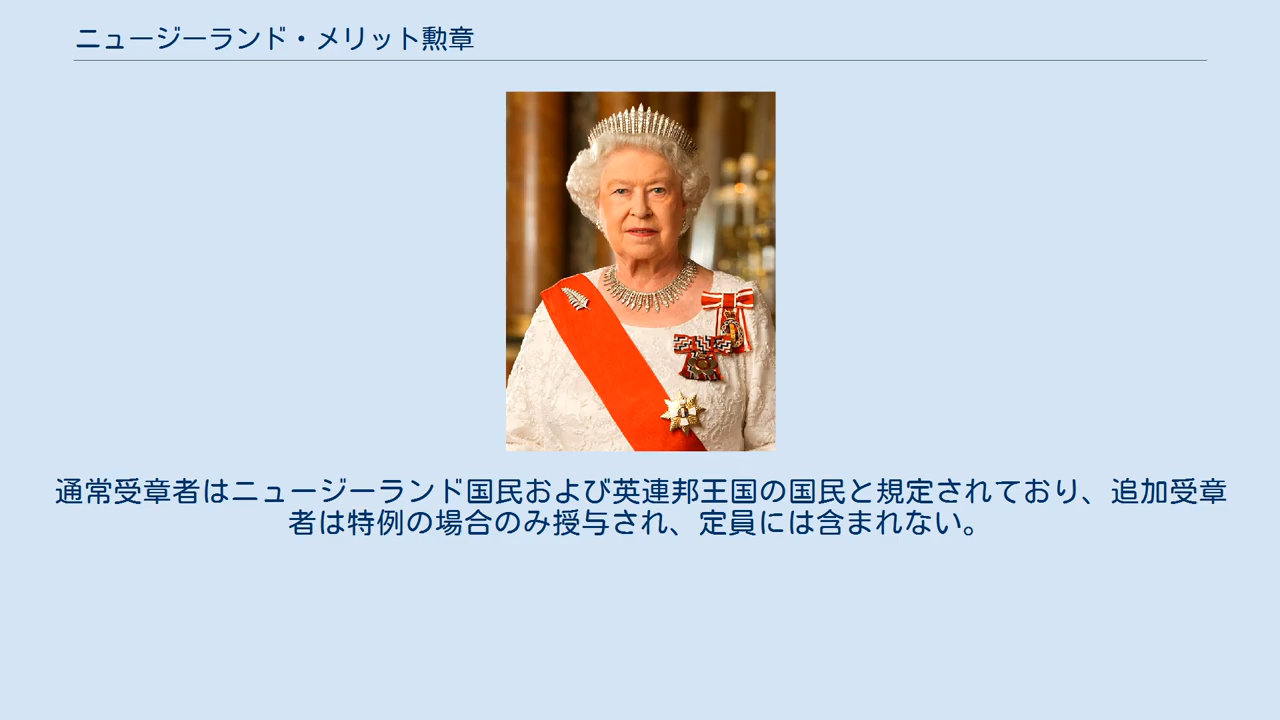 ニュージーランド・メリット勲章
通常受章者はニュージーランド国民および英連邦王国の国民と規定されており、追加受章
者は特例の場合のみ授与され、定員には含まれない。